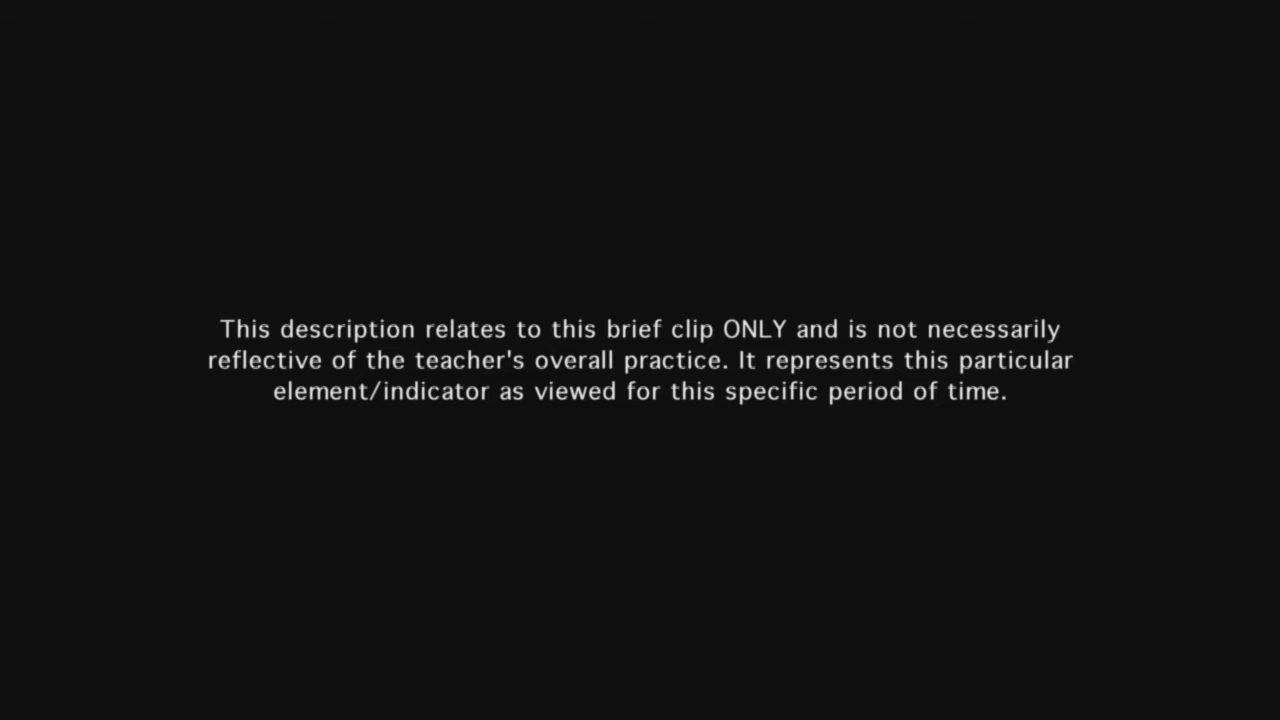 This description relates to this brief clip ONLY and is not necessarily
reflective of the teacher's overall practice. It represents this particular
element/indicator as viewed for this specific period of time.